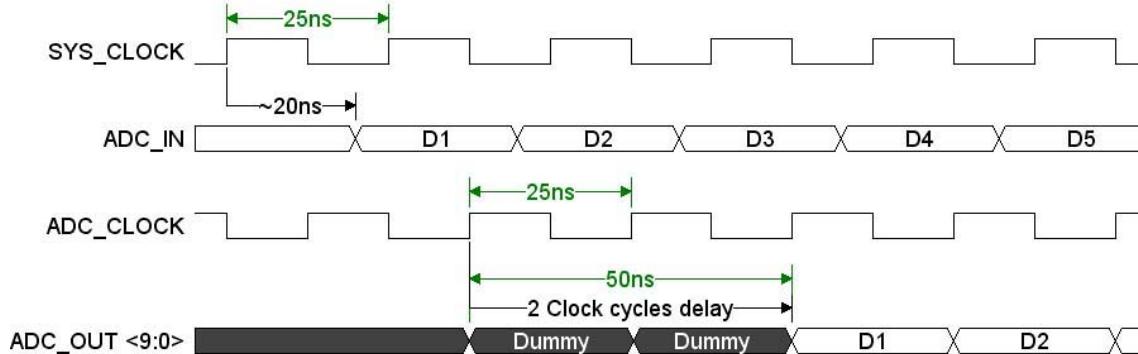 25ns
SYS_CLOCK
~20ns
ADC_IN D1 D2 D3 D4 D5
25ns
ADC_CLOCK
50ns
2 Clock cycles delay
ADC_OUT <9:0> Dummy Dummy D1 D2